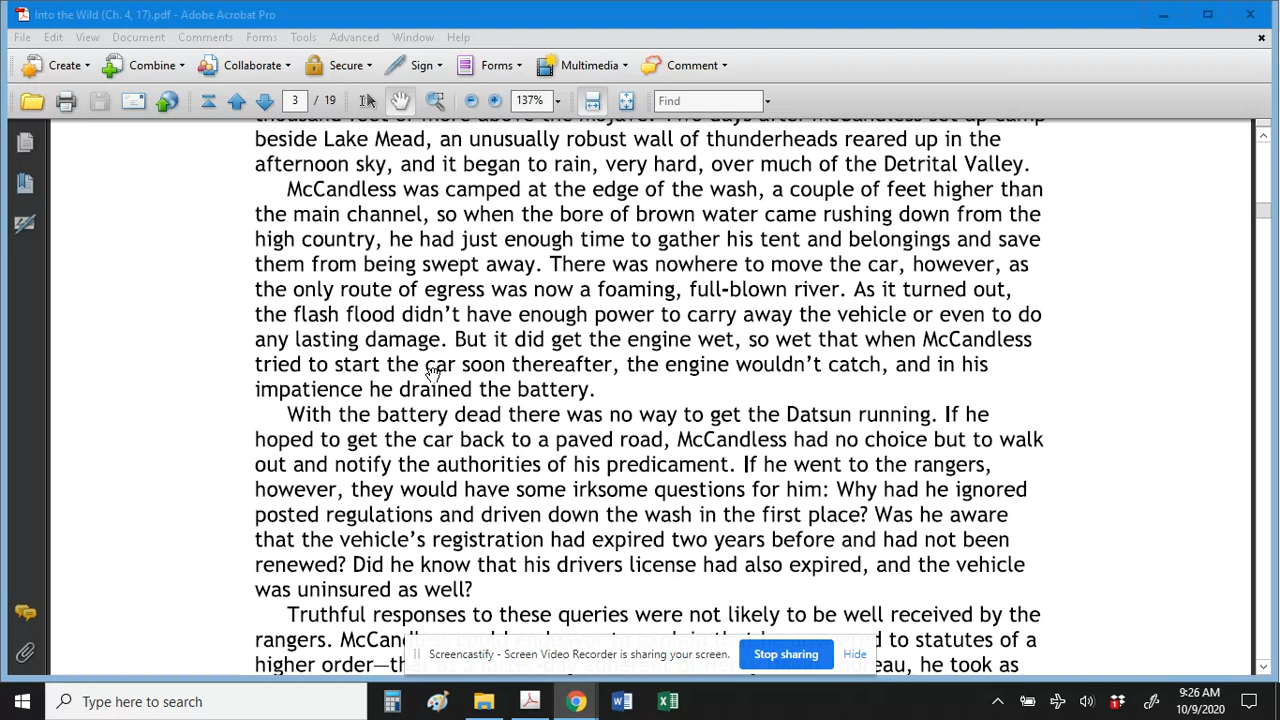 Into the Wild (Ch. 4, 17).pdf - Adobe Acrobat Pro
File Edit View Document Comments Forms Tools Advanced Window Help
Create Combine Collaborate Secure Sign Forms Multimedia Comment
3 / 19 137% Find
thousand feet or more above the Mojave. Two days after McCandless set up camp
beside Lake Mead, an unusually robust wall of thunderheads reared up in the
afternoon sky, and it began to rain, very hard, over much of the Detrital Valley.
McCandless was camped at the edge of the wash, a couple of feet higher than
the main channel, so when the bore of brown water came rushing down from the
high country, he had just enough time to gather his tent and belongings and save
them from being swept away. There was nowhere to move the car, however, as
the only route of egress was now a foaming, full-blown river. As it turned out,
the flash flood didn't have enough power to carry away the vehicle or even to do
any lasting damage. But it did get the engine wet, so wet that when McCandless
tried to start the car soon thereafter, the engine wouldn't catch, and in his
impatience he drained the battery.
With the battery dead there was no way to get the Datsun running. If he
hoped to get the car back to a paved road, McCandless had no choice but to walk
out and notify the authorities of his predicament. If he went to the rangers,
however, they would have some irksome questions for him: Why had he ignored
posted regulations and driven down the wash in the first place? Was he aware
that the vehicle's registration had expired two years before and had not been
renewed? Did he know that his drivers license had also expired, and the vehicle
was uninsured as well?
Truthful responses to these queries were not likely to be well received by the
rangers. McCandless to statutes of a
higher order—th eau, he took as
Screencastify - Screen Video Recorder is sharing your screen. Stop sharing Hide
Type here to search
9:26 AM
10/9/2020